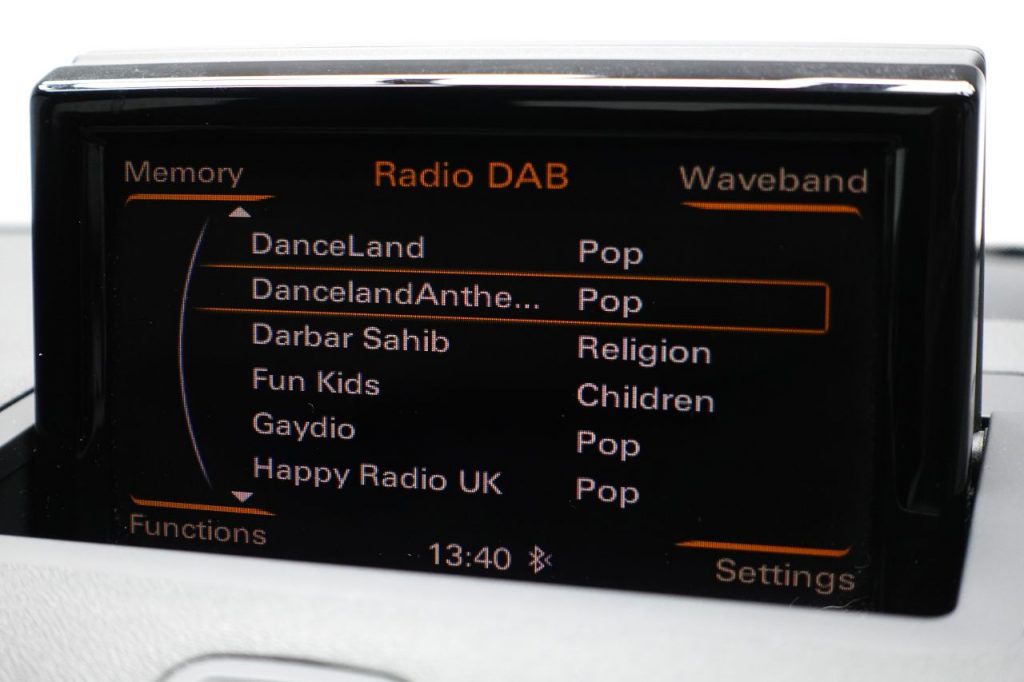 Memory Radio DAB Waveband
DanceLand Pop
DancelandAnthe... Pop
Darbar Sahib Religion
Fun Kids Children
Gaydio Pop
Happy Radio UK Pop
Functions 13:40 Settings